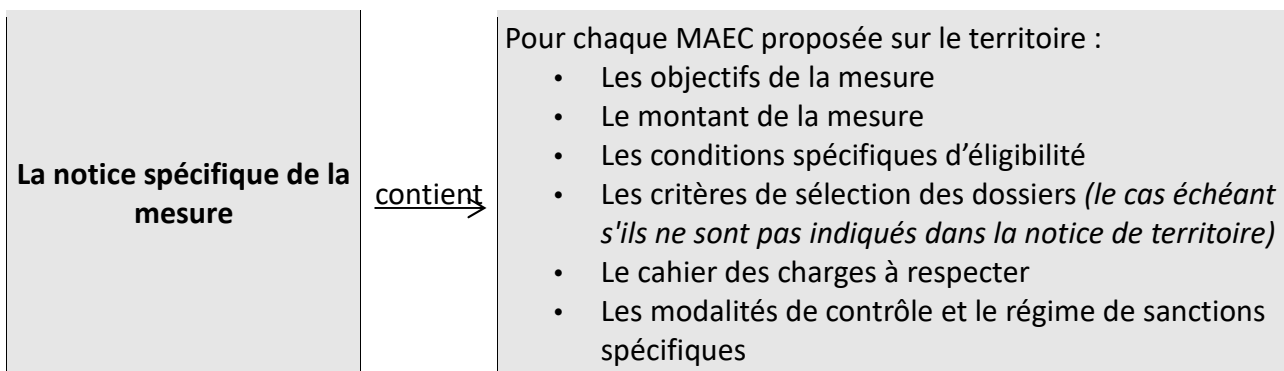 La notice spécifique de la
mesure
contient
Pour chaque MAEC proposée sur le territoire :
• Les objectifs de la mesure
• Le montant de la mesure
• Les conditions spécifiques d’éligibilité
• Les critères de sélection des dossiers (le cas échéant
s'ils ne sont pas indiqués dans la notice de territoire)
• Le cahier des charges à respecter
• Les modalités de contrôle et le régime de sanctions
spécifiques